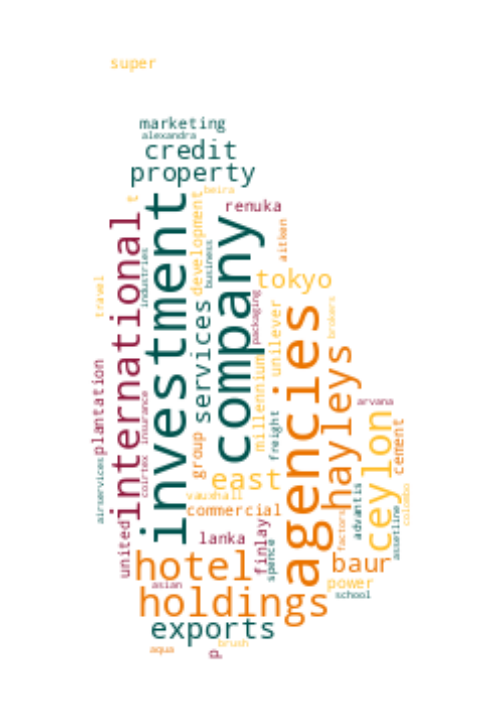 super
marketing
alexandra
credit
property
beira
t
renuka
international
investment
development
business
company
aitken
industries
tokyo
travel
services
packaging
unilever
brokers
agencies
millennium
hayleys
plantation
insurance
coirtex
arvana
freight
ceylon
cement
group
east
airservices
vauxhall
commercial
advantis
assetline
colombo
factors
united
lanka
finlay
spence
hotel
baur
asian
power
school
holdings
exports
brush
aqua
p